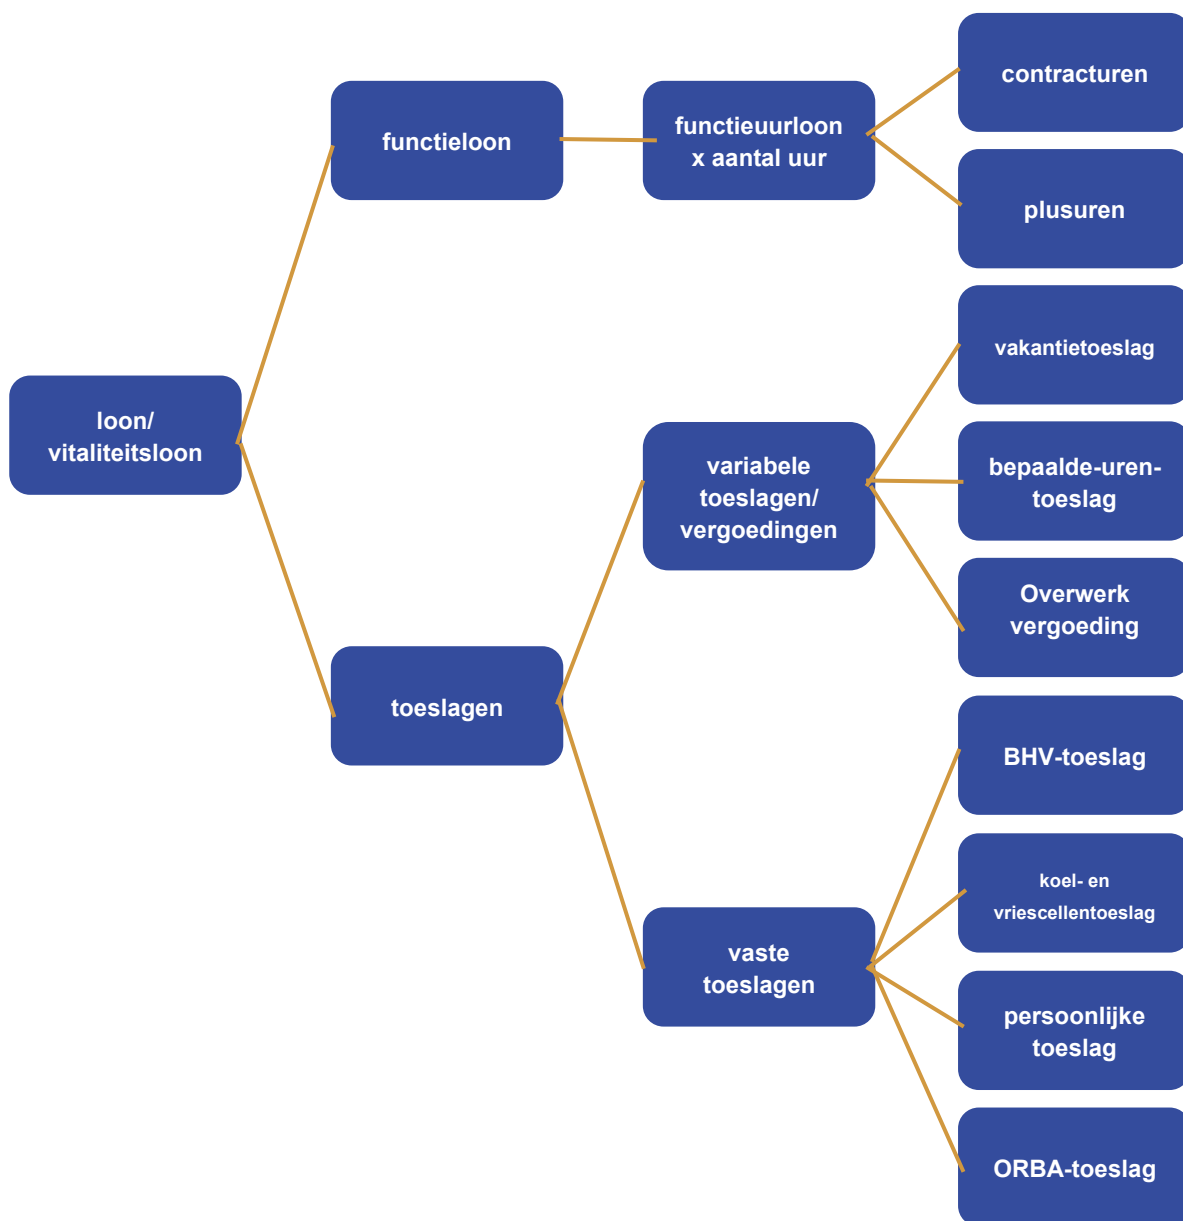 contracturen
functieloon
functieuurloon
x aantal uur
plusuren
vakantietoeslag
loon/
vitaliteitsloon
variabele
toeslagen/
vergoedingen
bepaalde-uren-
toeslag
Overwerk
vergoeding
toeslagen
BHV-toeslag
koel- en
vriescellentoeslag
vaste
toeslagen
persoonlijke
toeslag
ORBA-toeslag